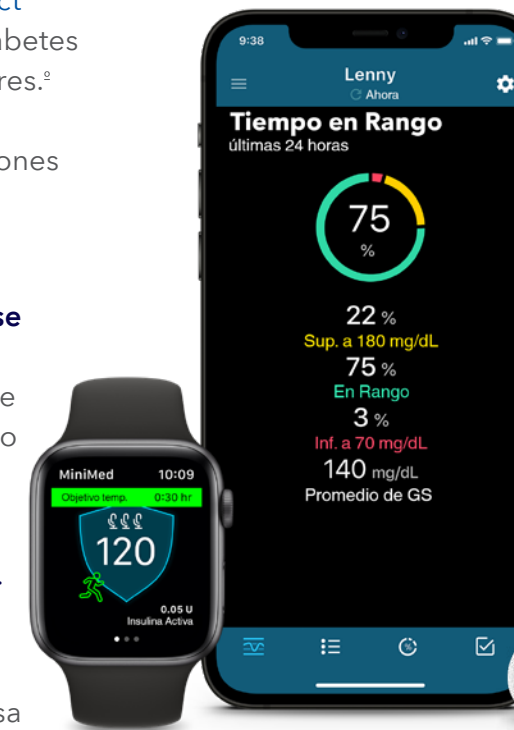 ct
abetes
res.º
ones
se
e
o
.
sa
9:38
Lenny
Ahora
Tiempo en Rango
últimas 24 horas
75
%
22 %
Sup. a 180 mg/dL
75 %
En Rango
3 %
Inf. a 70 mg/dL
140 mg/dL
Promedio de GS
MiniMed 10:09
Objetivo temp. 0:30 hr
120
0.05 U
Insulina Activa